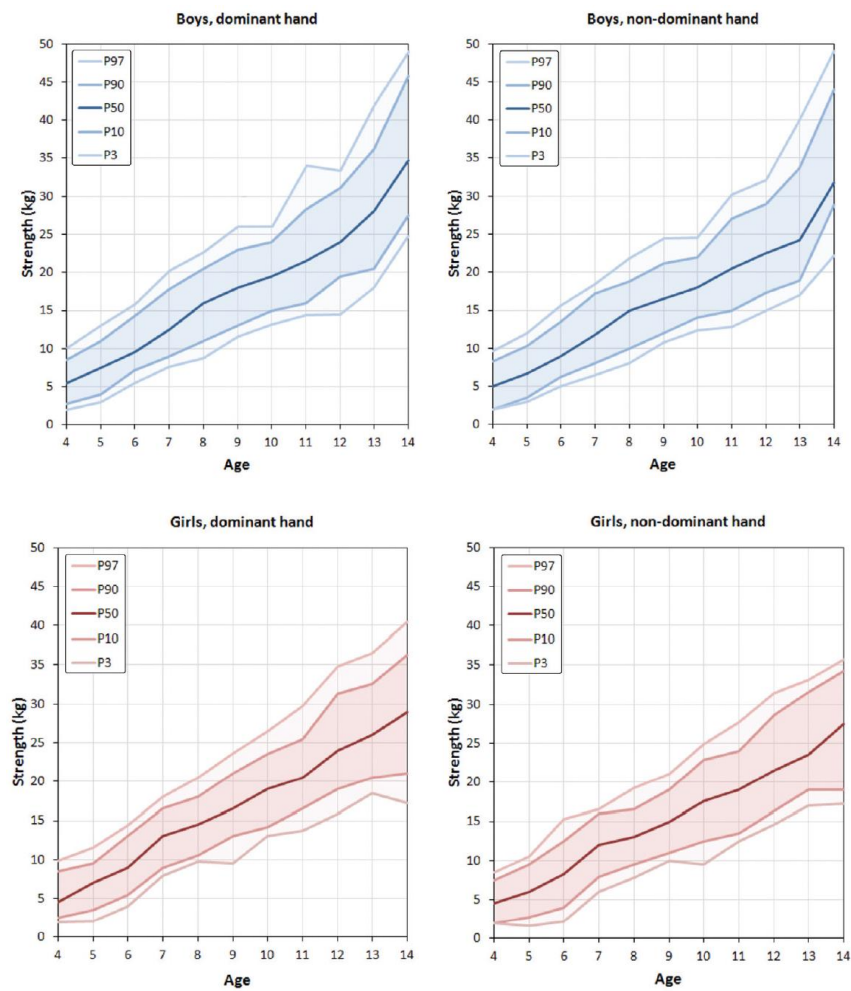 Boys, dominant hand
50
45
40
35
30
25
20
15
10
5
0
Strength (kg)
P97
P90
P50
P10
P3
4 5 6 7 8 9 10 11 12 13 14
Age
Boys, non-dominant hand
50
45
40
35
30
25
20
15
10
5
0
Strength (kg)
P97
P90
P50
P10
P3
4 5 6 7 8 9 10 11 12 13 14
Age
Girls, dominant hand
50
45
40
35
30
25
20
15
10
5
0
Strength (kg)
P97
P90
P50
P10
P3
4 5 6 7 8 9 10 11 12 13 14
Age
Girls, non-dominant hand
50
45
40
35
30
25
20
15
10
5
0
Strength (kg)
P97
P90
P50
P10
P3
4 5 6 7 8 9 10 11 12 13 14
Age